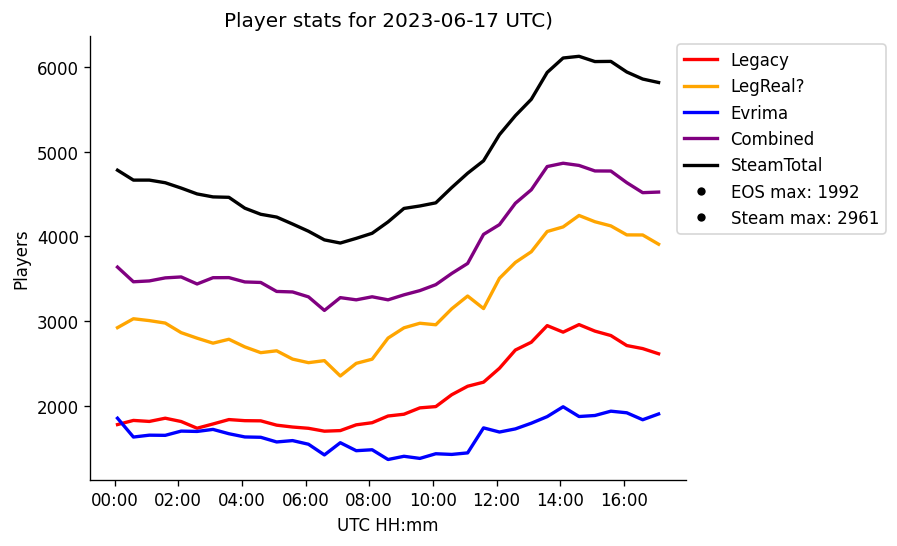 Player stats for 2023-06-17 UTC)
Legacy
LegReal?
Evrima
Combined
SteamTotal
EOS max: 1992
Steam max: 2961
Players
6000
5000
4000
3000
2000
00:00 02:00 04:00 06:00 08:00 10:00 12:00 14:00 16:00
UTC HH:mm